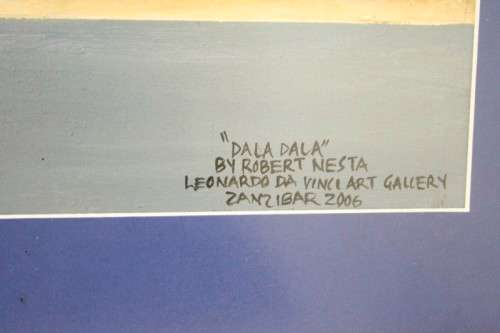 "DALA DALA"
BY ROBERT NESTA
LEONARDO DA VINCI ART GALLERY
ZANZIBAR 2006